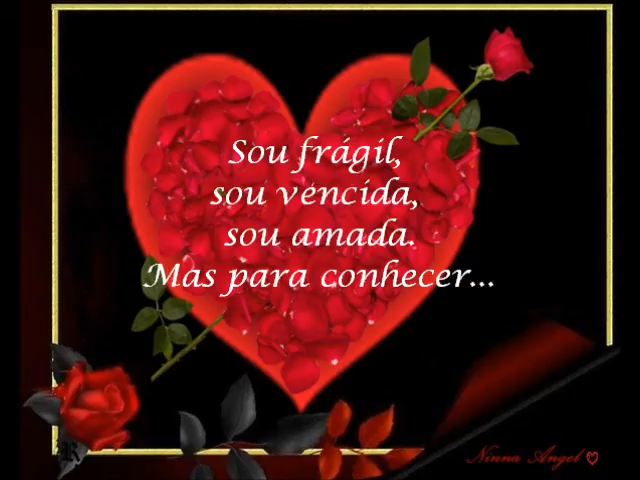 Sou frágil,
sou vencida,
sou amada.
Mas para conhecer...
R
Ninna Angel